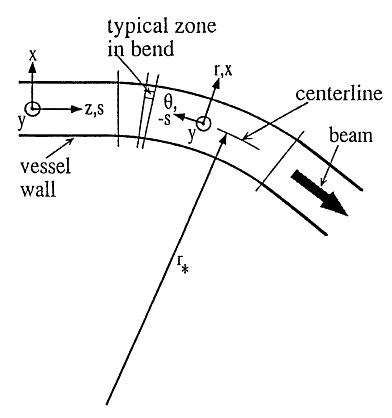 typical zone
in bend
x
r,x
centerline
θ,
-s
z,s
y
y
beam
vessel
wall
r*